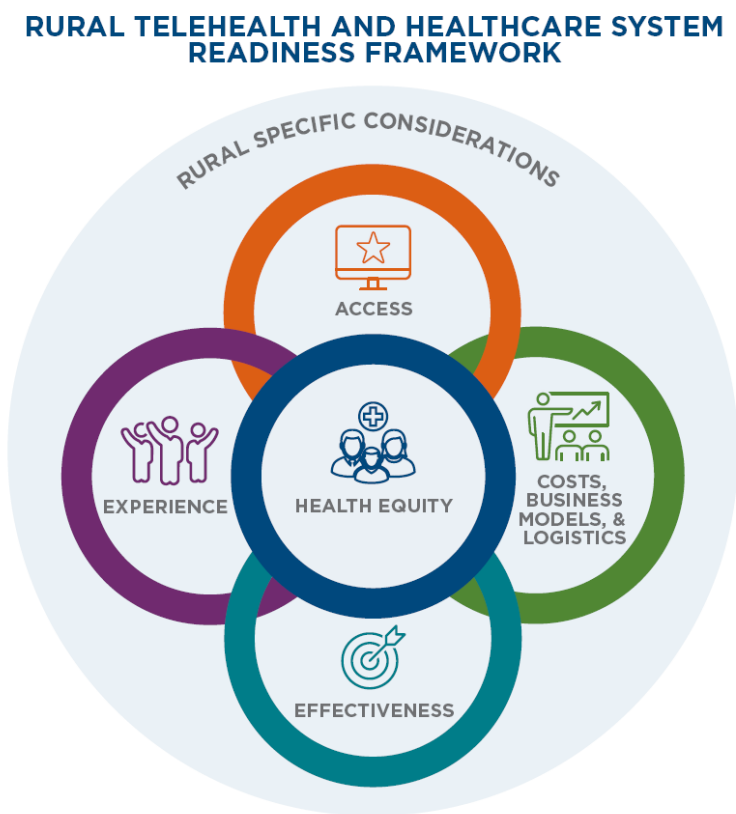 RURAL TELEHEALTH AND HEALTHCARE SYSTEM
READINESS FRAMEWORK
RURAL SPECIFIC CONSIDERATIONS
ACCESS
EXPERIENCE
HEALTH EQUITY
COSTS,
BUSINESS
MODELS, &
LOGISTICS
EFFECTIVENESS